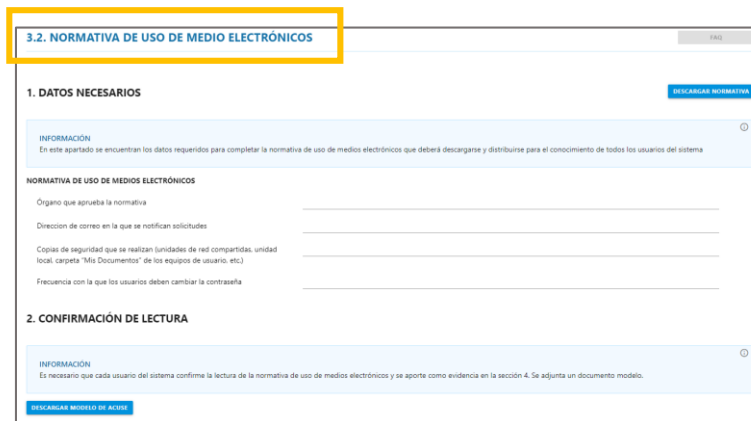 3.2. NORMATIVA DE USO DE MEDIO ELECTRÓNICOS
FAQ
1. DATOS NECESARIOS
DESCARGAR NORMATIVA
INFORMACIÓN
En este apartado se encuentran los datos requeridos para completar la normativa de uso de medios electrónicos que deberá descargarse y distribuirse para el conocimiento de todos los usuarios del sistema
NORMATIVA DE USO DE MEDIOS ELECTRÓNICOS
Órgano que aprueba la normativa
Direccion de correo en la que se notifican solicitudes
Copias de seguridad que se realizan (unidades de red compartidas, unidad
local, carpeta "Mis Documentos" de los equipos de usuario, etc.)
Frecuencia con la que los usuarios deben cambiar la contraseña
2. CONFIRMACIÓN DE LECTURA
INFORMACIÓN
Es necesario que cada usuario del sistema confirme la lectura de la normativa de uso de medios electrónicos y se aporte como evidencia en la sección 4. Se adjunta un documento modelo.
DESCARGAR MODELO DE ACUSE